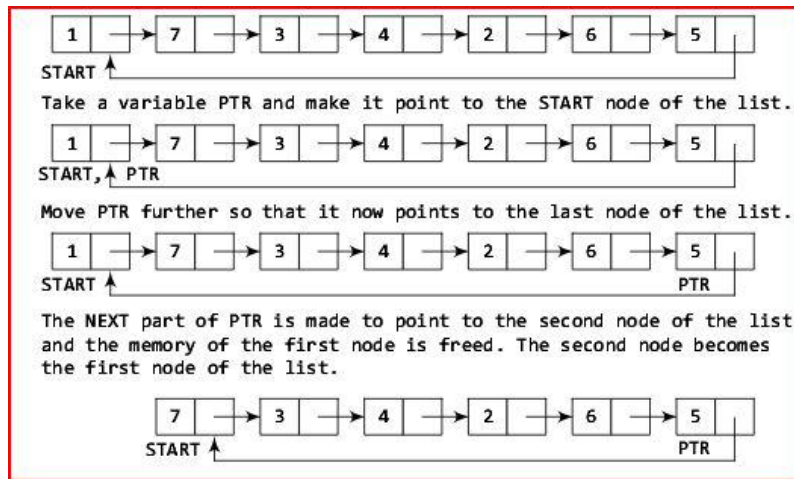 1 7 3 4 2 6 5
START
Take a variable PTR and make it point to the START node of the list.
1 7 3 4 2 6 5
START, PTR
Move PTR further so that it now points to the last node of the list.
1 7 3 4 2 6 5
START PTR
The NEXT part of PTR is made to point to the second node of the list
and the memory of the first node is freed. The second node becomes
the first node of the list.
7 3 4 2 6 5
START PTR